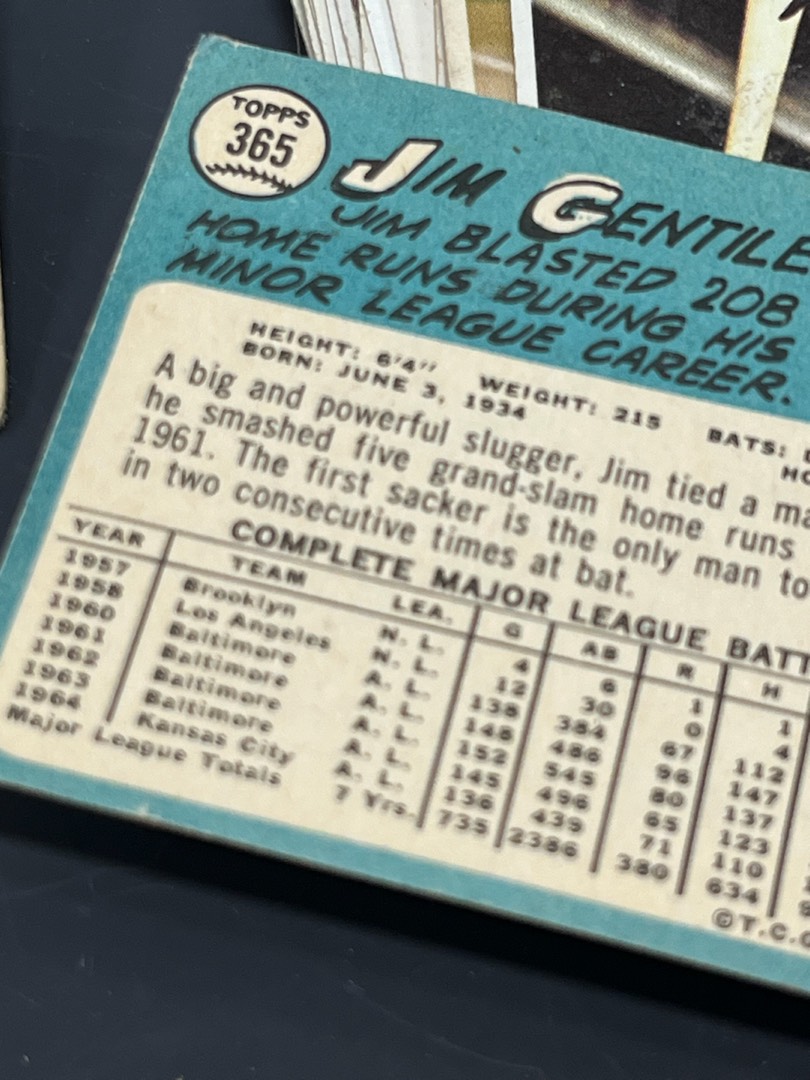 TOPPS
365
JIM GENTILE
JIM BLASTED 208
HOME RUNS DURING HIS
MINOR LEAGUE CAREER.
HEIGHT: 6'4" WEIGHT: 215 BATS:
BORN: JUNE 3, 1934
A big and powerful slugger, Jim tied a
he smashed five grand-slam home runs
1961. The first sacker is the only man to
in two consecutive times at bat.
COMPLETE MAJOR LEAGUE
YEAR TEAM LEA. G AB R H
1957 Brooklyn N. L. 4 6 1 1
1958 Los Angeles N. L. 12 30 0 4
1960 Baltimore A. L. 138 384 67 112
1961 Baltimore A. L. 148 486 96 147
1962 Baltimore A. L. 152 545 80 137
1963 Baltimore A. L. 145 496 65 123
1964 Kansas City A. L. 136 439 71 110
Major League Totals 7 Yrs. 735 2386 380 634
©T.C.